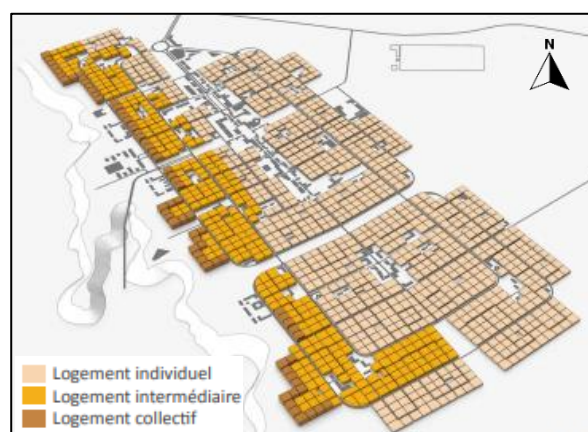 N
Logement individuel
Logement intermédiaire
Logement collectif